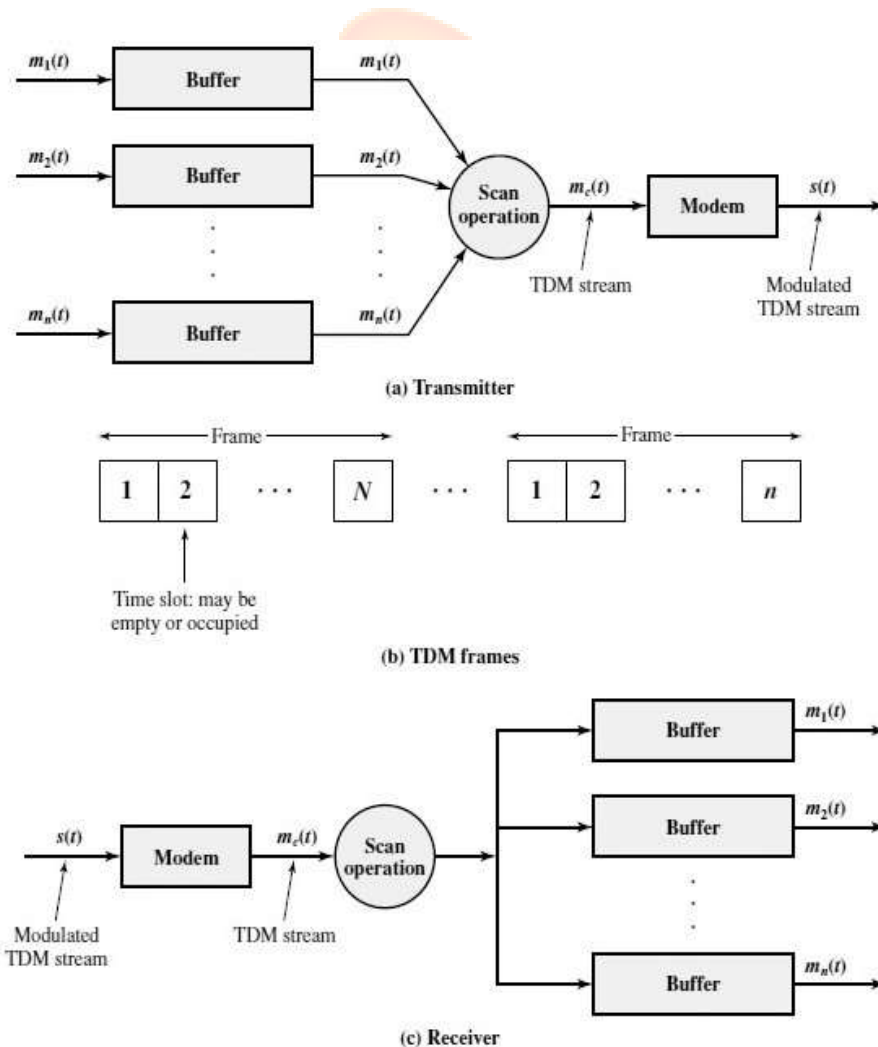 m₁(t)
Buffer
m₁(t)
m₂(t)
Buffer
m₂(t)
Scan
operation
m_c(t)
Modem
s(t)
TDM stream
Modulated
TDM stream
mₙ(t)
Buffer
mₙ(t)
(a) Transmitter
Frame
Frame
1 2 · · · N · · · 1 2 · · · n
Time slot: may be
empty or occupied
(b) TDM frames
Buffer
m₁(t)
s(t)
Modem
m_c(t)
Scan
operation
Buffer
m₂(t)
Modulated
TDM stream
TDM stream
Buffer
mₙ(t)
(c) Receiver